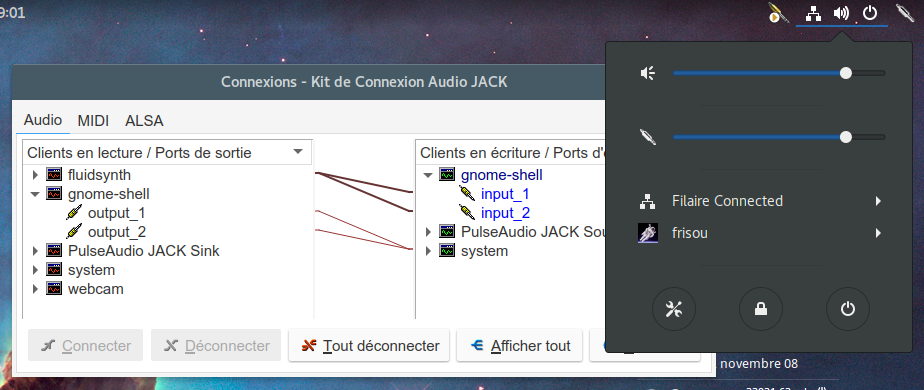 9:01
Connexions - Kit de Connexion Audio JACK
Audio MIDI ALSA
Clients en lecture / Ports de sortie
fluidsynth
gnome-shell
output_1
output_2
PulseAudio JACK Sink
system
webcam
Clients en écriture / Ports d'e
gnome-shell
input_1
input_2
PulseAudio JACK Sou
system
Connecter
Déconnecter
Tout déconnecter
Afficher tout
Filaire Connected
frisou
novembre 08